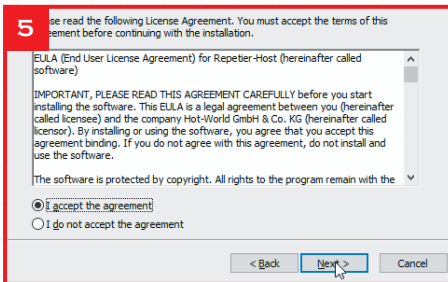 5
se read the following License Agreement. You must accept the terms of this
eement before continuing with the installation.
EULA (End User License Agreement) for Repetier-Host (hereinafter called
software)
IMPORTANT, PLEASE READ THIS AGREEMENT CAREFULLY before you start
installing the software. This EULA is a legal agreement between you (hereinafter
called licensee) and the company Hot-World GmbH & Co. KG (hereinafter called
licensor). By installing or using the software, you agree that you accept this
agreement binding. If you do not agree with this agreement, do not install and
use the software.
The software is protected by copyright. All rights to the program remain with the
I accept the agreement
I do not accept the agreement
< Back Next > Cancel